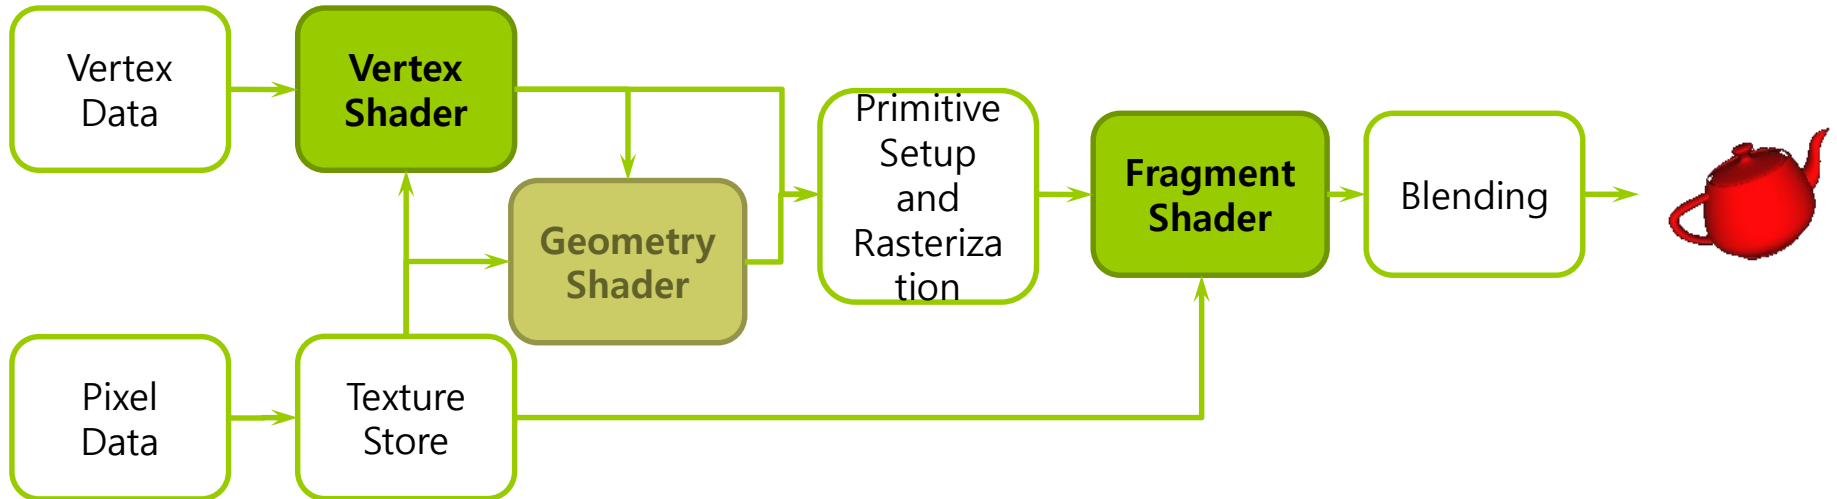 Vertex
Data
Vertex
Shader
Geometry
Shader
Primitive
Setup
and
Rasteriza
tion
Fragment
Shader
Blending
Pixel
Data
Texture
Store